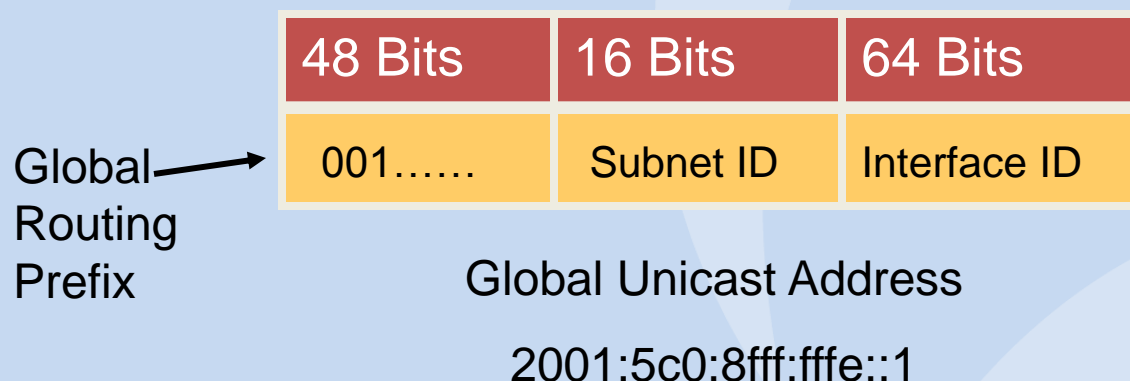 48 Bits 16 Bits 64 Bits
Global Routing Prefix
001...... Subnet ID Interface ID
Global Unicast Address
2001:5c0:8fff:fffe::1